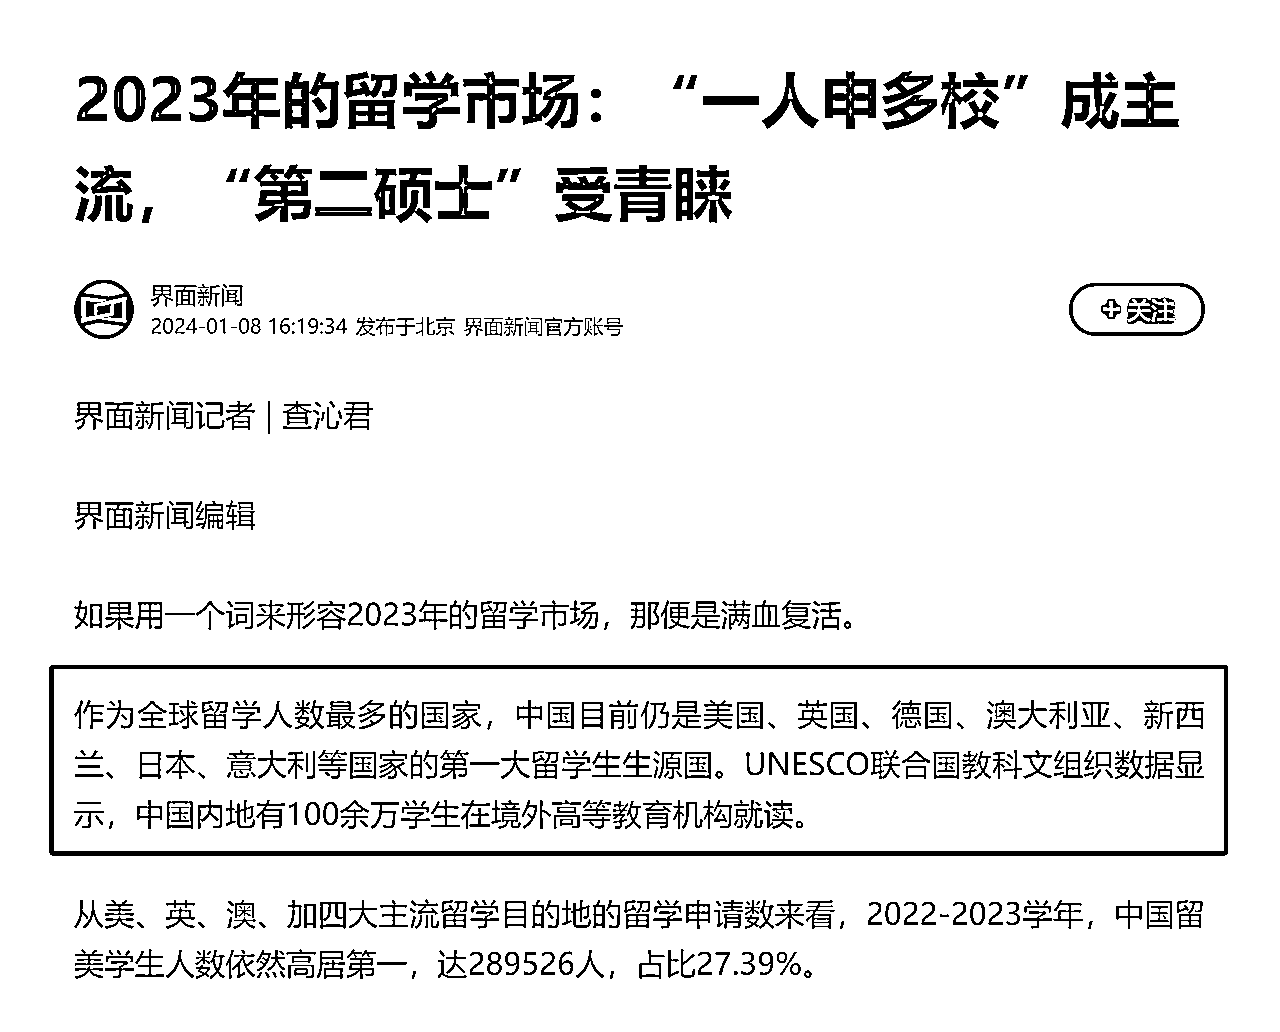 2023年的留学市场：“一人申多校”成主
流，“第二硕士”受青睐
界面新闻
2024-01-08 16:19:34 发布于北京 界面新闻官方账号
关注
界面新闻记者 | 查沁君
界面新闻编辑
如果用一个词来形容2023年的留学市场，那便是满血复活。
作为全球留学人数最多的国家，中国目前仍是美国、英国、德国、澳大利亚、新西
兰、日本、意大利等国家的第一大留学生生源国。UNESCO联合国教科文组织数据显
示，中国内地有100余万学生在境外高等教育机构就读。
从美、英、澳、加四大主流留学目的地的留学申请数来看，2022-2023学年，中国留
美学生人数依然高居第一，达289526人，占比27.39%。